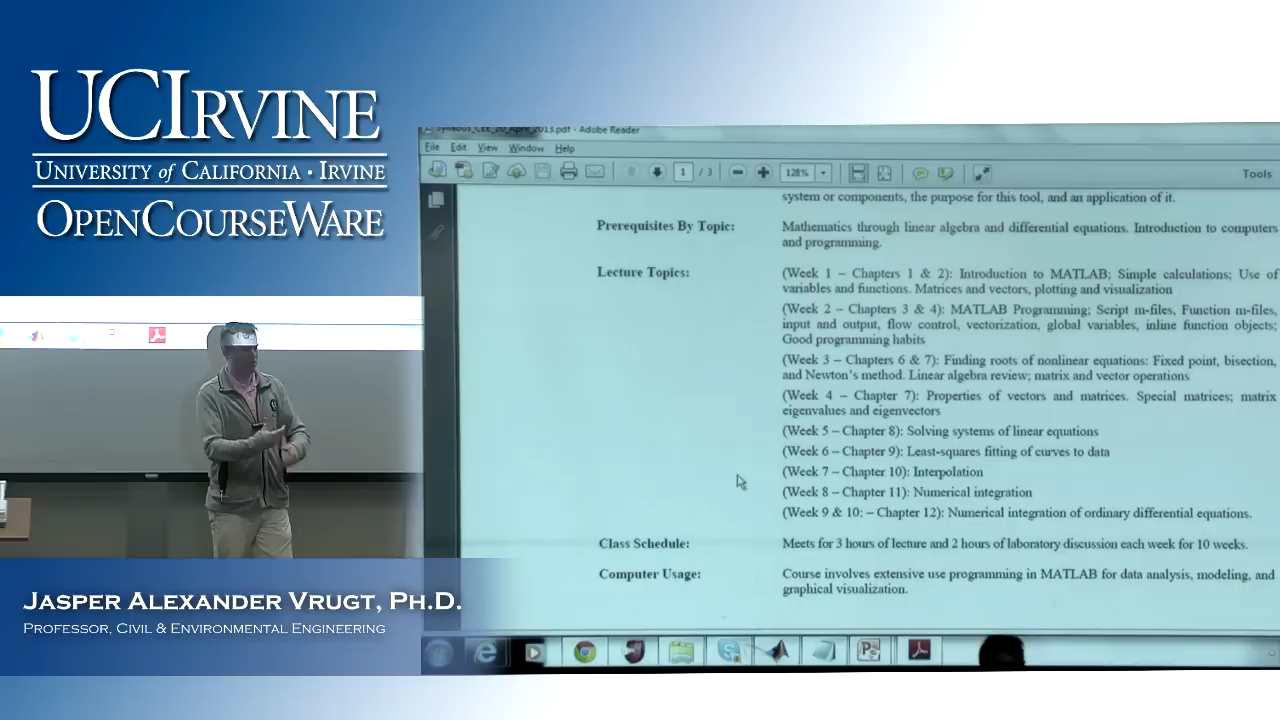 UCIRVINE
UNIVERSITY of CALIFORNIA · IRVINE
OPENCOURSEWARE
JASPER ALEXANDER VRUGT, PH.D.
PROFESSOR, CIVIL & ENVIRONMENTAL ENGINEERING
Syllabus_CEE_20_April_2013.pdf - Adobe Reader
File Edit View Window Help
1 / 3 128% Tools
system or components, the purpose for this tool, and an application of it.
Prerequisites By Topic: Mathematics through linear algebra and differential equations. Introduction to computers
and programming.
Lecture Topics: (Week 1 – Chapters 1 & 2): Introduction to MATLAB; Simple calculations; Use of
variables and functions. Matrices and vectors, plotting and visualization
(Week 2 – Chapters 3 & 4): MATLAB Programming; Script m-files, Function m-files,
input and output, flow control, vectorization, global variables, inline function objects;
Good programming habits
(Week 3 – Chapters 6 & 7): Finding roots of nonlinear equations: Fixed point, bisection,
and Newton's method. Linear algebra review; matrix and vector operations
(Week 4 – Chapter 7): Properties of vectors and matrices. Special matrices; matrix
eigenvalues and eigenvectors
(Week 5 – Chapter 8): Solving systems of linear equations
(Week 6 – Chapter 9): Least-squares fitting of curves to data
(Week 7 – Chapter 10): Interpolation
(Week 8 – Chapter 11): Numerical integration
(Week 9 & 10: – Chapter 12): Numerical integration of ordinary differential equations.
Class Schedule: Meets for 3 hours of lecture and 2 hours of laboratory discussion each week for 10 weeks.
Computer Usage: Course involves extensive use programming in MATLAB for data analysis, modeling, and
graphical visualization.